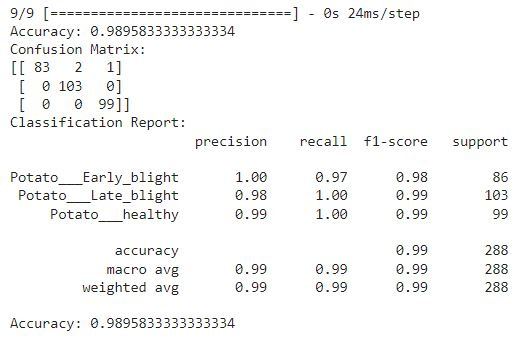 9/9 [==============================] - 0s 24ms/step
Accuracy: 0.9895833333333334
Confusion Matrix:
[[ 83   2   1]
 [  0 103   0]
 [  0   0  99]]
Classification Report:
                       precision    recall  f1-score   support

Potato___Early_blight       1.00      0.97      0.98        86
 Potato___Late_blight       0.98      1.00      0.99       103
     Potato___healthy       0.99      1.00      0.99        99

             accuracy                           0.99       288
            macro avg       0.99      0.99      0.99       288
         weighted avg       0.99      0.99      0.99       288

Accuracy: 0.9895833333333334